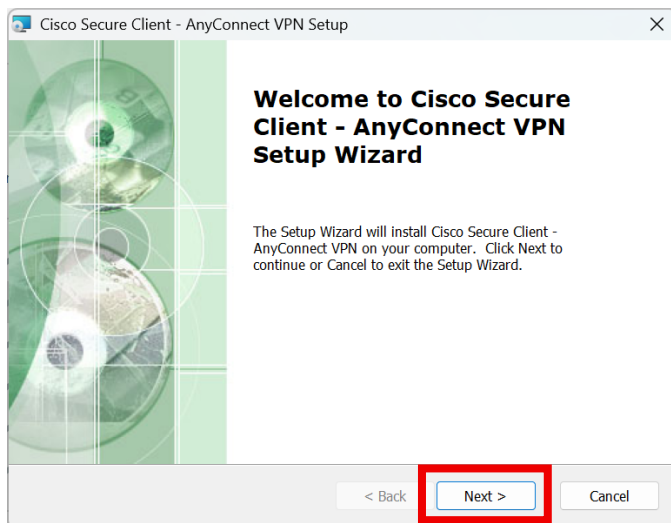 Cisco Secure Client - AnyConnect VPN Setup
Welcome to Cisco Secure
Client - AnyConnect VPN
Setup Wizard
The Setup Wizard will install Cisco Secure Client -
AnyConnect VPN on your computer. Click Next to
continue or Cancel to exit the Setup Wizard.
< Back Next > Cancel